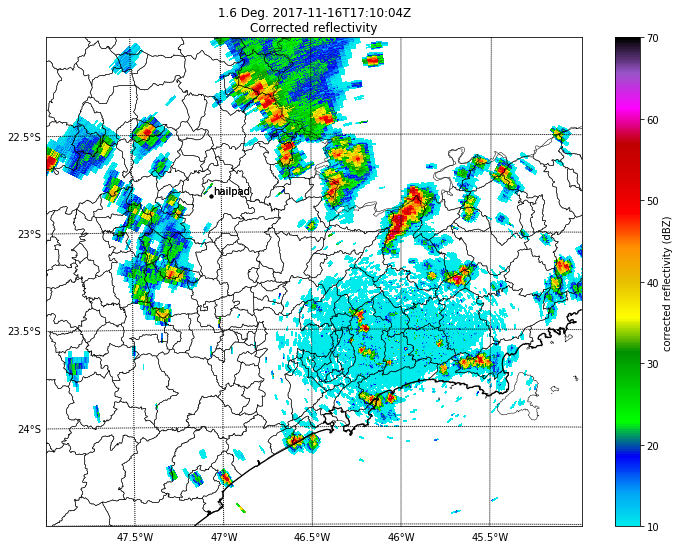 1.6 Deg. 2017-11-16T17:10:04Z
Corrected reflectivity
22.5°S
23°S
23.5°S
24°S
47.5°W
47°W
46.5°W
46°W
45.5°W
hailpad
70
60
50
40
30
20
10
corrected reflectivity (dBZ)